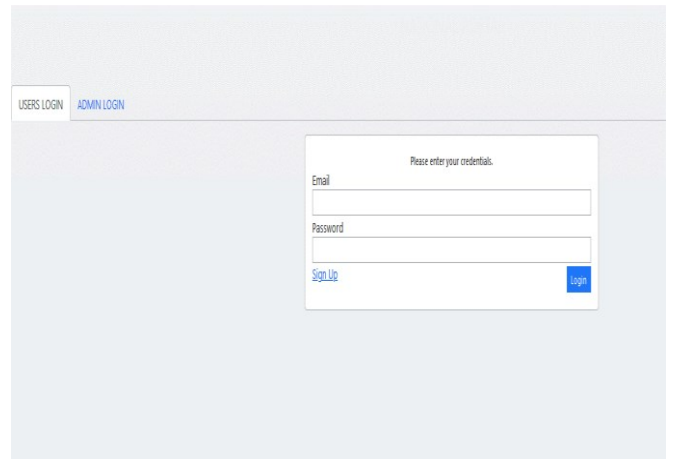 USERS LOGIN ADMIN LOGIN
Please enter your credentials.
Email
Password
Sign Up Login